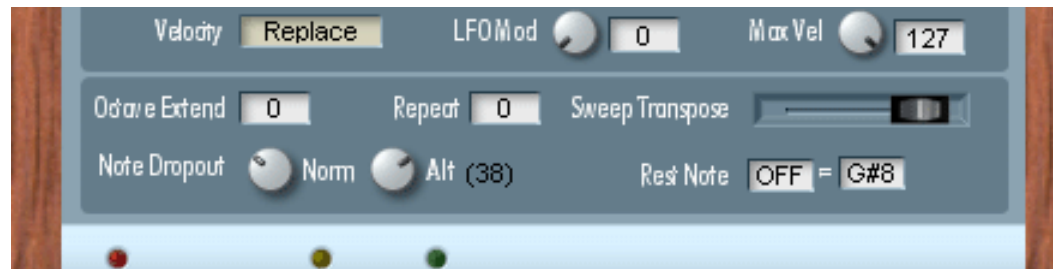 Velocity Replace LFO Mod 0 Max Vel 127
Octave Extend 0 Repeat 0 Sweep Transpose
Note Dropout Norm Alt (38) Rest Note OFF = G#8